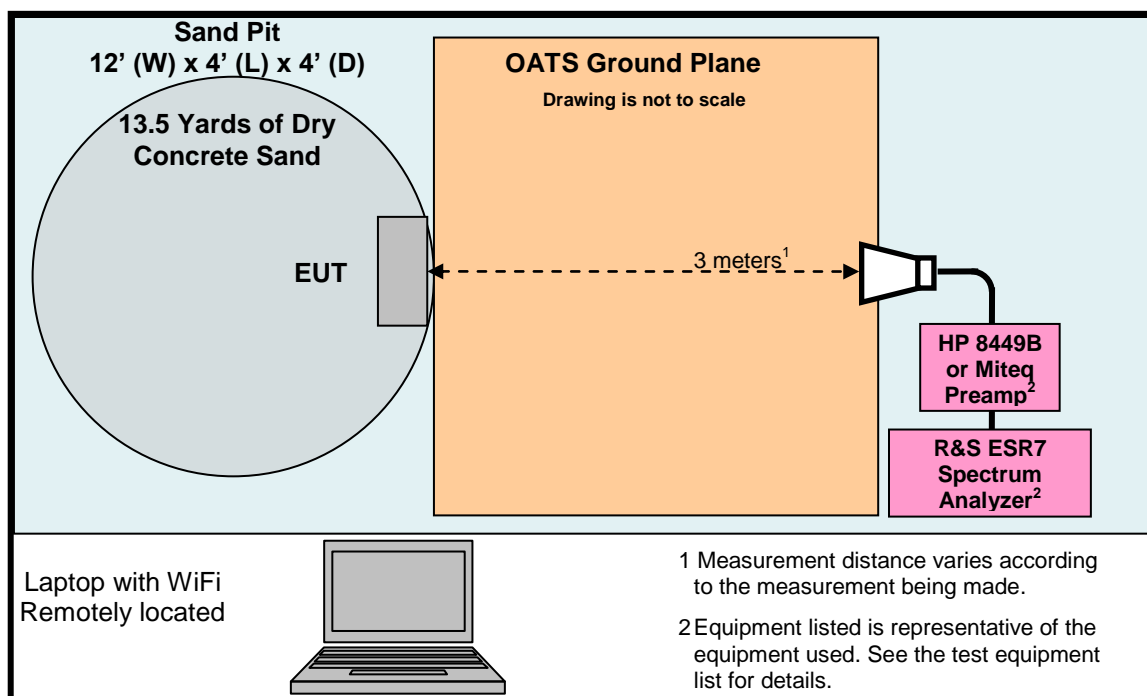 Sand Pit
12’ (W) x 4’ (L) x 4’ (D)
13.5 Yards of Dry
Concrete Sand
EUT
OATS Ground Plane
Drawing is not to scale
3 meters1
HP 8449B
or Miteq
Preamp2
R&S ESR7
Spectrum
Analyzer2
Laptop with WiFi
Remotely located
1 Measurement distance varies according
to the measurement being made.
2 Equipment listed is representative of the
equipment used. See the test equipment
list for details.